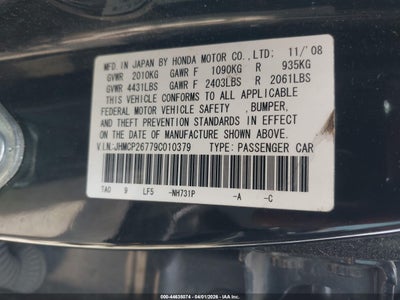 MFD. IN JAPAN BY HONDA MOTOR CO., LTD; 11/'08
GVWR 2010KG GAWR F 1090KG R 935KG
GVWR 4431LBS GAWR F 2403LBS R 2061LBS
THIS VEHICLE CONFORMS TO ALL APPLICABLE
FEDERAL MOTOR VEHICLE SAFETY , BUMPER,
AND THEFT PREVENTION STANDARDS IN EFFECT ON THE
DATE OF MANUFACTURE SHOWN ABOVE.
V.I.N.:JHMCP26779C010379 TYPE: PASSENGER CAR
TA0 9 LF5 -NH731P -A -C
000-44638074 - 04/01/2026 - IAA Inc.